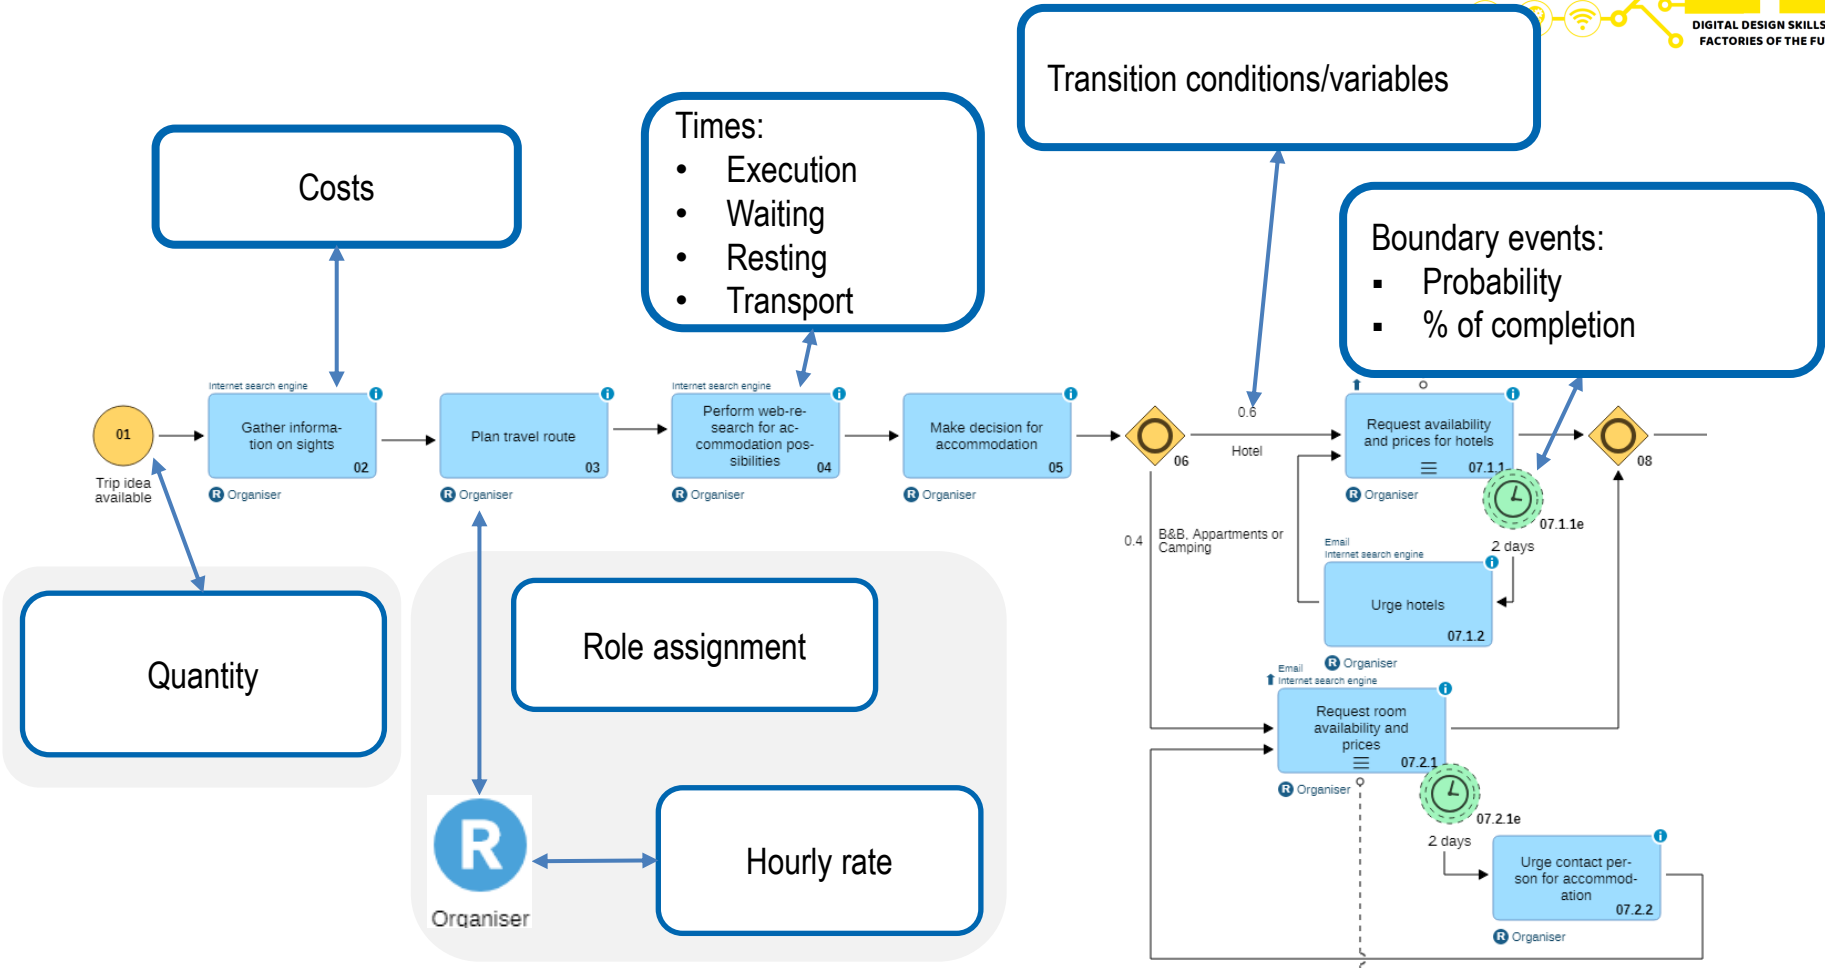 DIGITAL DESIGN SKILLS
FACTORIES OF THE FU
Transition conditions/variables
Times:
• Execution
• Waiting
• Resting
• Transport
Costs
Boundary events:
▪ Probability
▪ % of completion
01
Trip idea
available
Internet search engine
Gather informa-
tion on sights
02
R Organiser
Plan travel route
03
R Organiser
Internet search engine
Perform web-re-
search for ac-
commodation pos-
sibilities
04
R Organiser
Make decision for
accommodation
05
R Organiser
06
0.6
Hotel
0.4
B&B, Appartments or
Camping
Request availability
and prices for hotels
07.1.1
R Organiser
07.1.1e
2 days
08
Email
Internet search engine
Urge hotels
07.1.2
R Organiser
Email
Internet search engine
Request room
availability and
prices
07.2.1
R Organiser
07.2.1e
2 days
Urge contact per-
son for accommod-
ation
07.2.2
R Organiser
Quantity
Role assignment
Hourly rate
R
Organiser